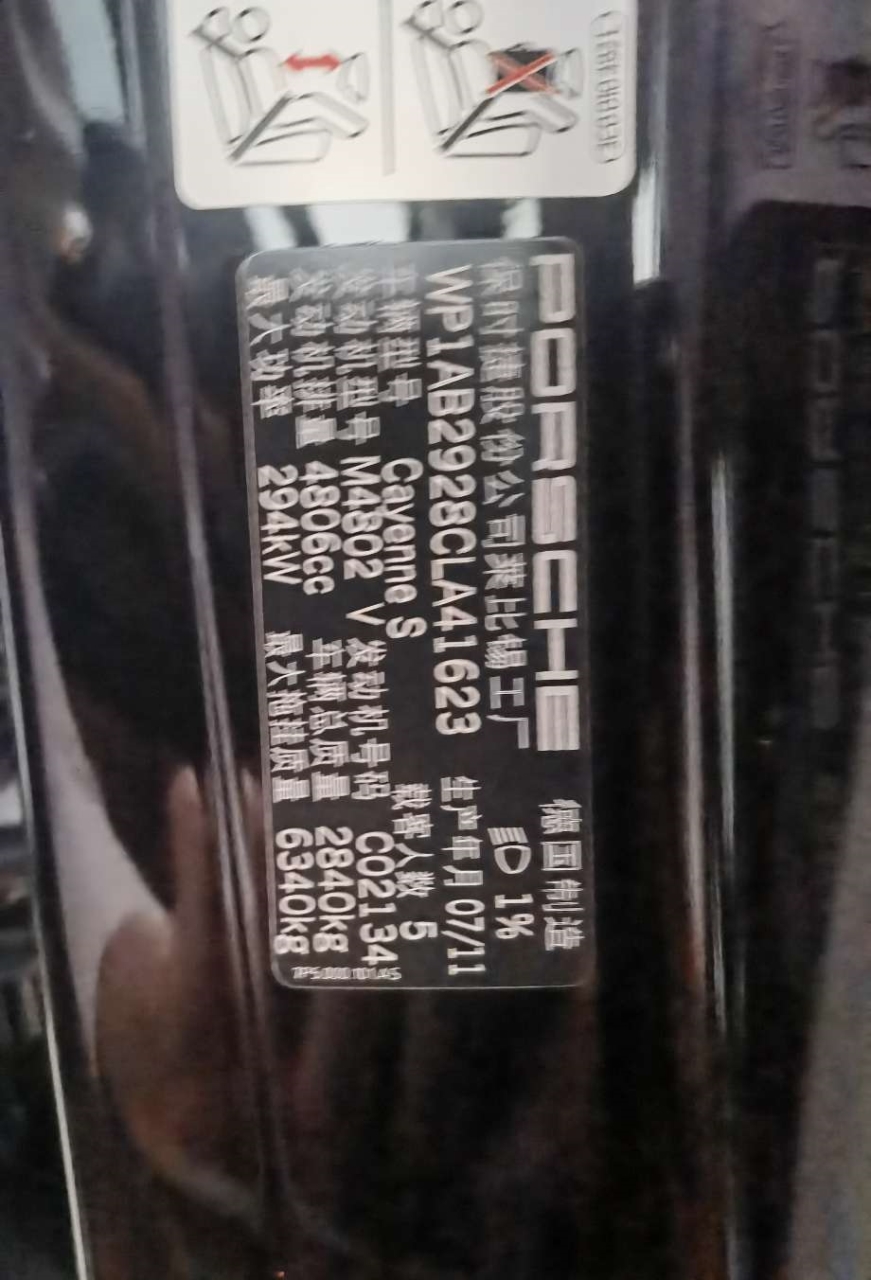 PORSCHE 德国制造
保时捷股份公司莱比锡工厂 1%
WP1AB2928CLA41623 生产年月 07/11
车辆型号 Cayenne S 载客人数 5
发动机型号 M4802 V 发动机号码 C02134
发动机排量 4806cc 车辆总质量 2840kg
最大功率 294kW 最大拖挂质量 6340kg